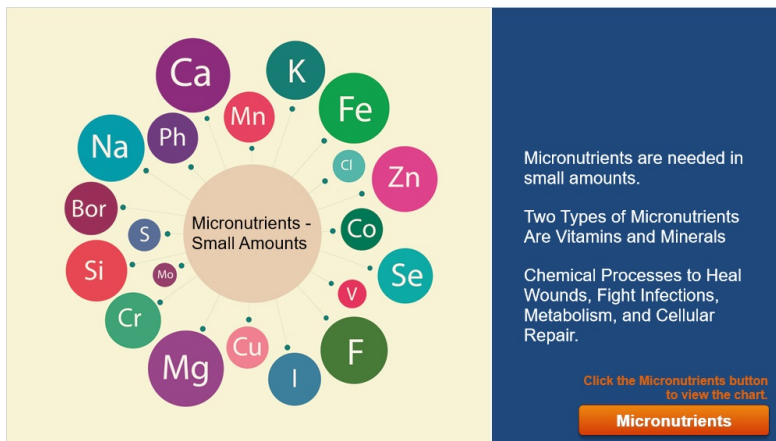 Ca
K
Mn
Fe
Ph
Na
Cl
Zn
Bor
Micronutrients -
Small Amounts
S
Co
Si
Mo
Se
V
Cr
Cu
F
Mg
I
Micronutrients are needed in
small amounts.
Two Types of Micronutrients
Are Vitamins and Minerals
Chemical Processes to Heal
Wounds, Fight Infections,
Metabolism, and Cellular
Repair.
Click the Micronutrients button
to view the chart.
Micronutrients